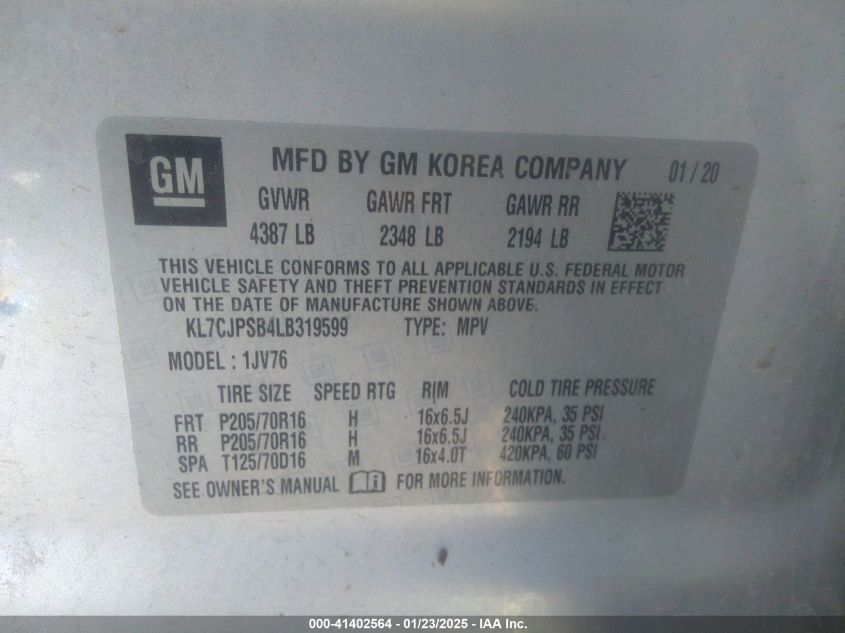 GM
MFD BY GM KOREA COMPANY 01/20
GVWR GAWR FRT GAWR RR
4387 LB 2348 LB 2194 LB
THIS VEHICLE CONFORMS TO ALL APPLICABLE U.S. FEDERAL MOTOR
VEHICLE SAFETY AND THEFT PREVENTION STANDARDS IN EFFECT
ON THE DATE OF MANUFACTURE SHOWN ABOVE.
KL7CJPSB4LB319599 TYPE: MPV
MODEL : 1JV76
TIRE SIZE SPEED RTG RIM COLD TIRE PRESSURE
FRT P205/70R16 H 16x6.5J 240KPA, 35 PSI
RR P205/70R16 H 16x6.5J 240KPA, 35 PSI
SPA T125/70D16 M 16x4.0T 420KPA, 60 PSI
SEE OWNER'S MANUAL i FOR MORE INFORMATION.
000-41402564 - 01/23/2025 - IAA Inc.